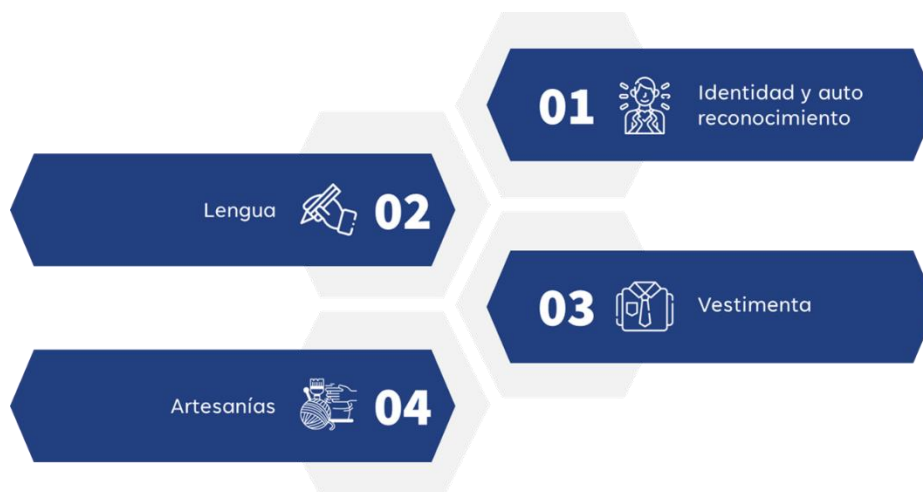 01
Identidad y auto
reconocimiento
Lengua
02
03
Vestimenta
Artesanías
04